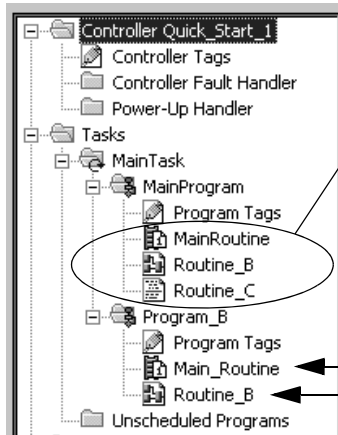 Controller Quick_Start_1
Controller Tags
Controller Fault Handler
Power-Up Handler
Tasks
MainTask
MainProgram
Program Tags
MainRoutine
Routine_B
Routine_C
Program_B
Program Tags
Main_Routine
Routine_B
Unscheduled Programs